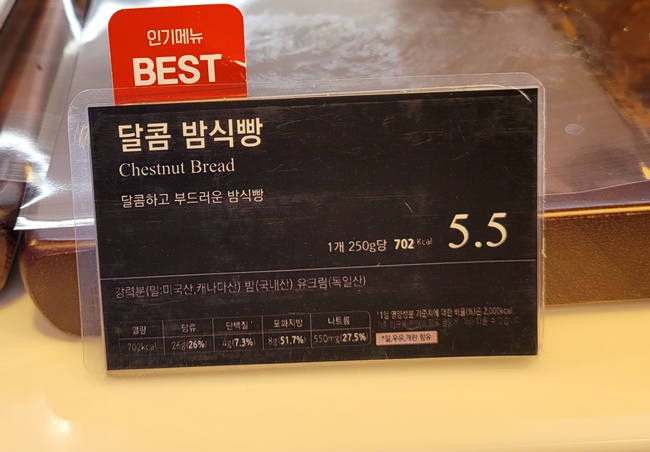 인기메뉴
BEST
달콤 밤식빵
Chestnut Bread
달콤하고 부드러운 밤식빵
1개 250g당 702 Kcal 5.5
강력분(밀:미국산,캐나다산) 밤(국내산) 유크림(독일산)
열량 당류 단백질 포화지방 나트륨
702kcal 26g(26%) 4g(7.3%) 8g(51.7%) 550mg(27.5%)
*1일 영양성분 기준치에 대한 비율(%)은 2,000kcal
*밀,우유,계란 함유